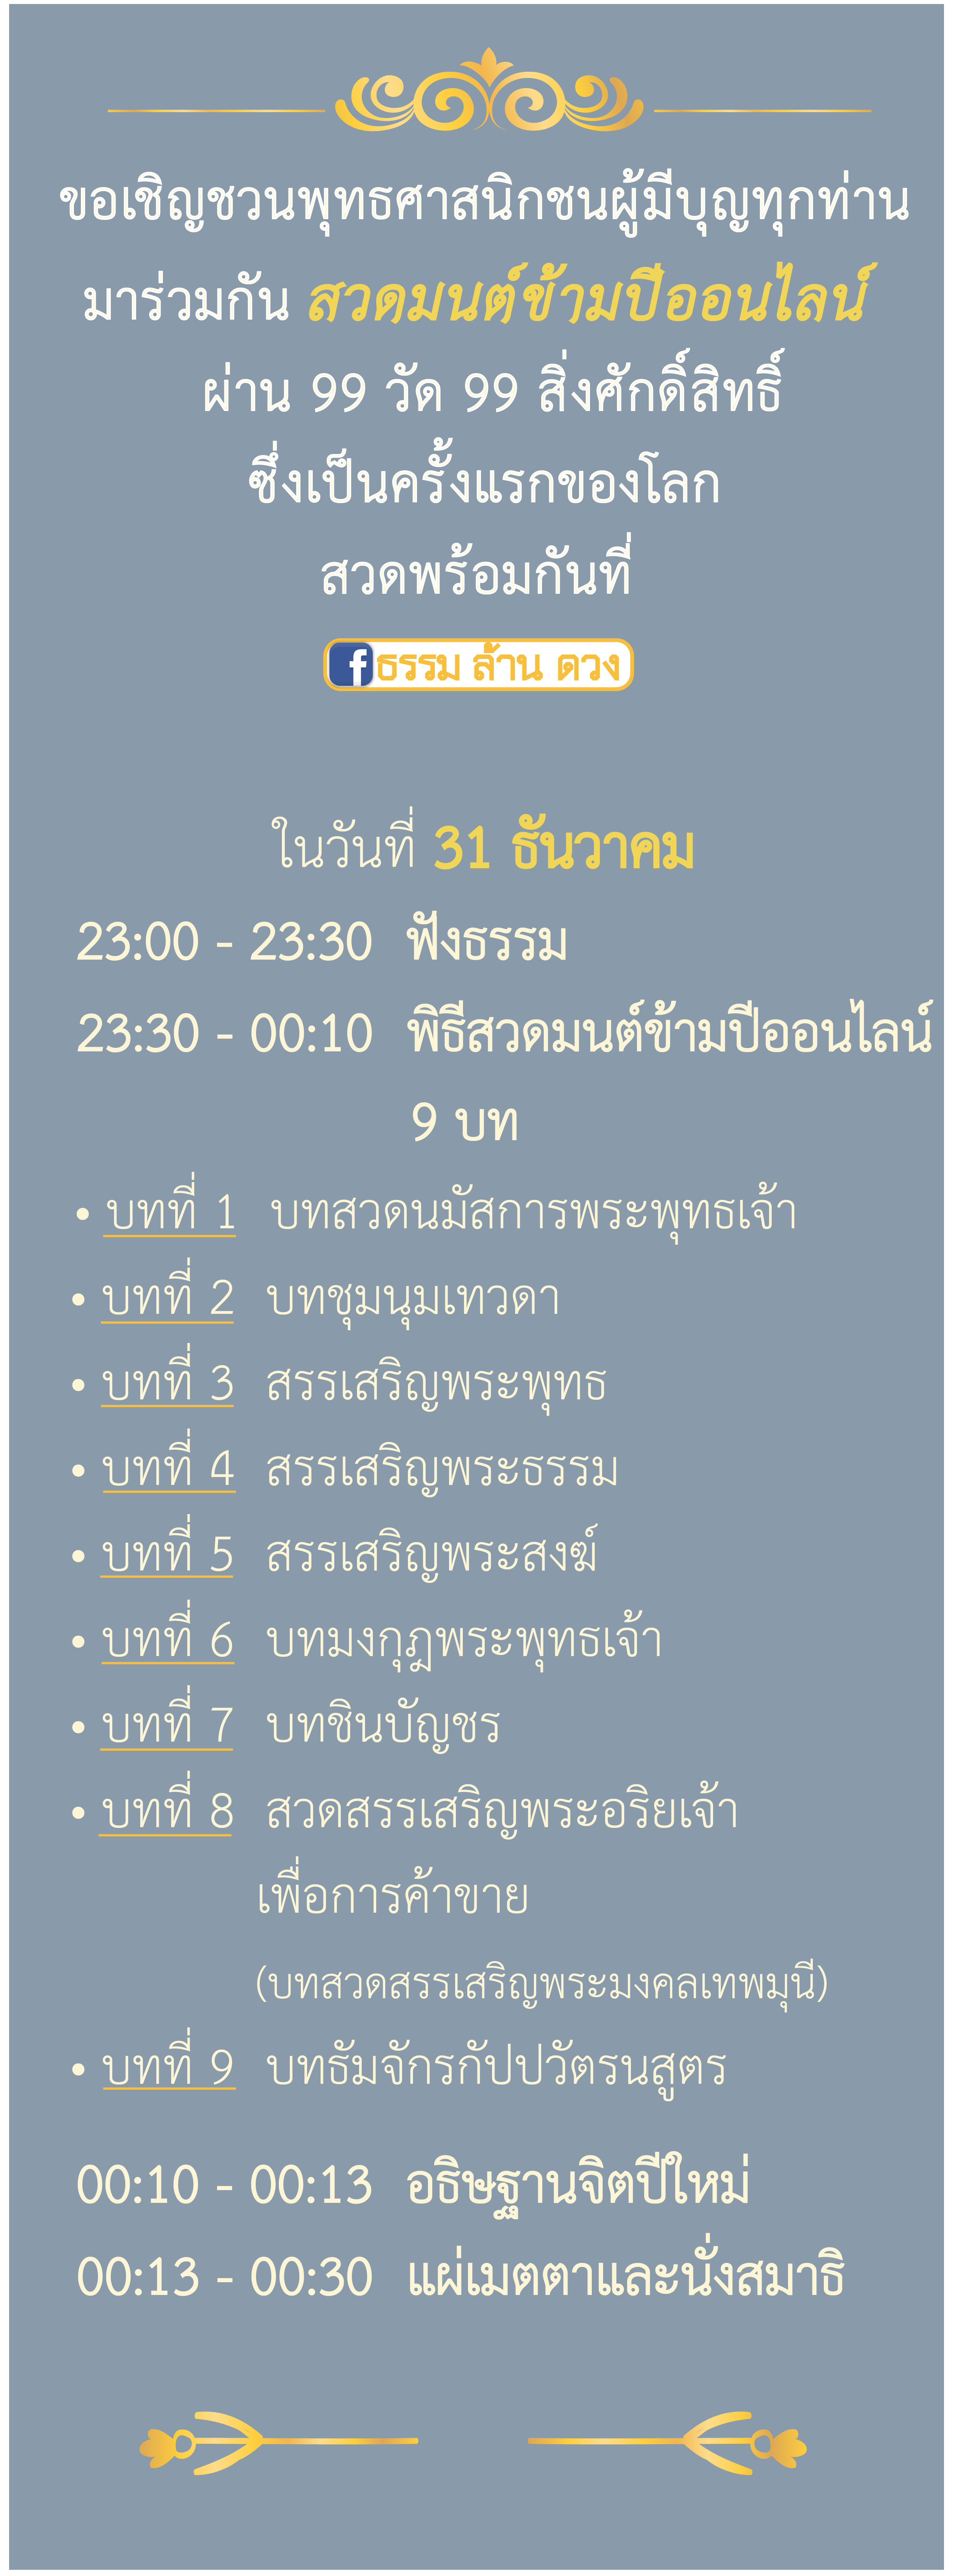 ขอเชิญชวนพุทธศาสนิกชนผู้มีบุญทุกท่าน
มาร่วมกัน สวดมนต์ข้ามปีออนไลน์
ผ่าน 99 วัด 99 สิ่งศักดิ์สิทธิ์
ซึ่งเป็นครั้งแรกของโลก
สวดพร้อมกันที่
f ธรรม ล้าน ดวง
ในวันที่ 31 ธันวาคม
23:00 - 23:30 ฟังธรรม
23:30 - 00:10 พิธีสวดมนต์ข้ามปีออนไลน์
9 บท
• บทที่ 1 บทสวดนมัสการพระพุทธเจ้า
• บทที่ 2 บทชุมนุมเทวดา
• บทที่ 3 สรรเสริญพระพุทธ
• บทที่ 4 สรรเสริญพระธรรม
• บทที่ 5 สรรเสริญพระสงฆ์
• บทที่ 6 บทมงกุฎพระพุทธเจ้า
• บทที่ 7 บทชินบัญชร
• บทที่ 8 สวดสรรเสริญพระอริยเจ้า
เพื่อการค้าขาย
(บทสวดสรรเสริญพระมงคลเทพมุนี)
• บทที่ 9 บทธัมจักรกัปปวัตรนสูตร
00:10 - 00:13 อธิษฐานจิตปีใหม่
00:13 - 00:30 แผ่เมตตาและนั่งสมาธิ